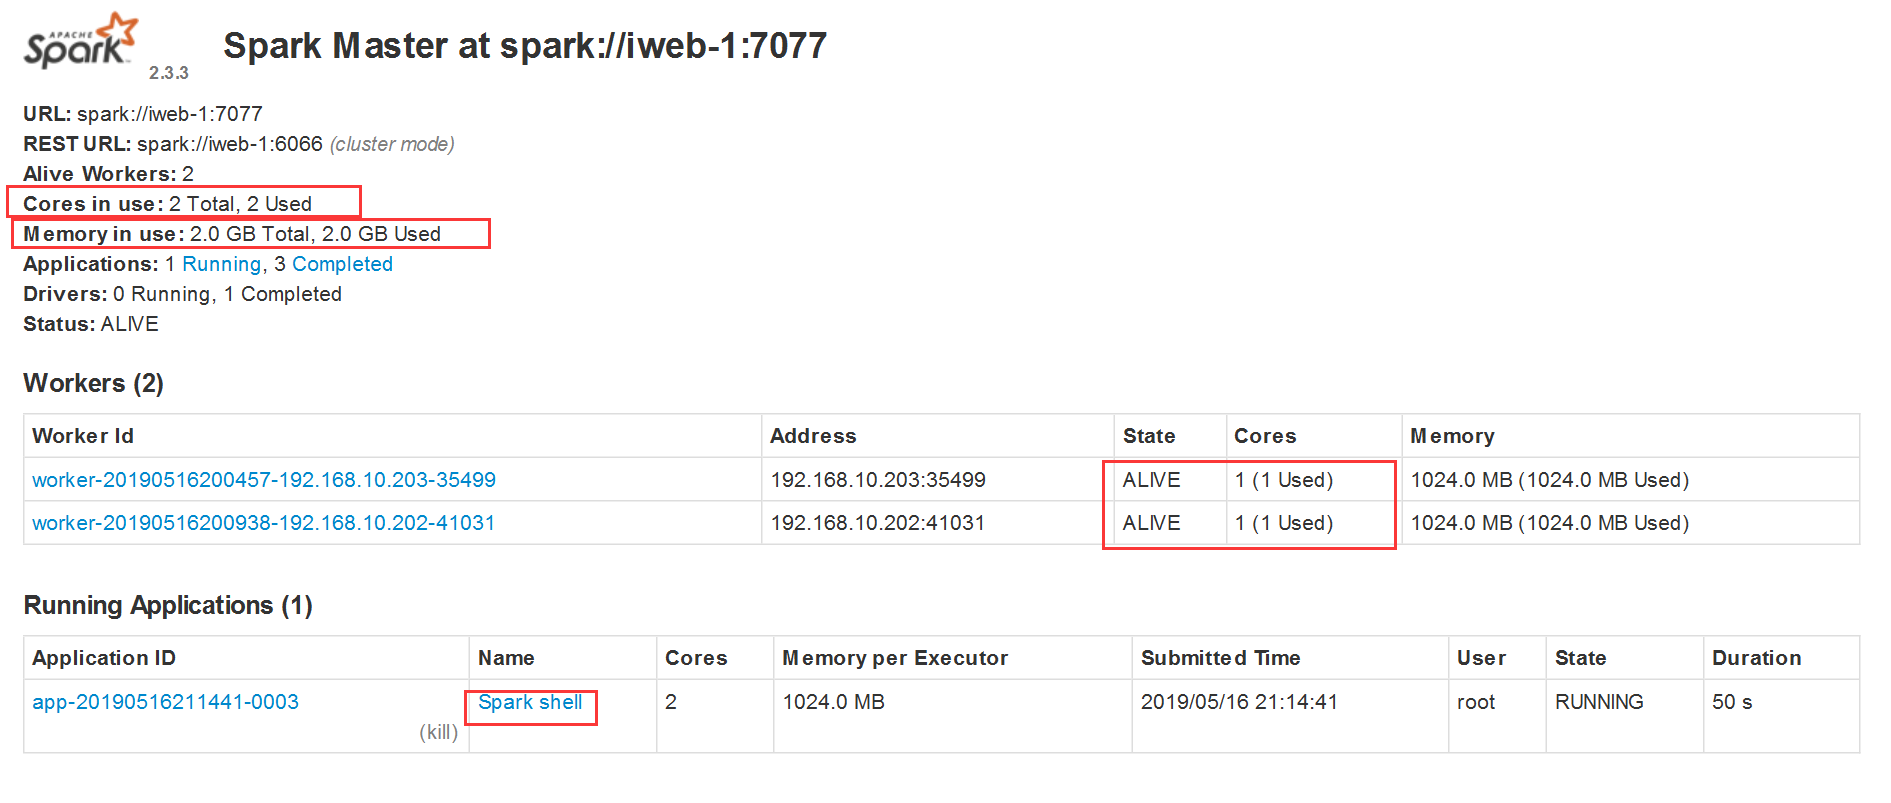 APACHE
Spark 2.3.3
Spark Master at spark://iweb-1:7077
URL: spark://iweb-1:7077
REST URL: spark://iweb-1:6066 (cluster mode)
Alive Workers: 2
Cores in use: 2 Total, 2 Used
Memory in use: 2.0 GB Total, 2.0 GB Used
Applications: 1 Running, 3 Completed
Drivers: 0 Running, 1 Completed
Status: ALIVE
Workers (2)
Worker Id Address State Cores Memory
worker-20190516200457-192.168.10.203-35499 192.168.10.203:35499 ALIVE 1 (1 Used) 1024.0 MB (1024.0 MB Used)
worker-20190516200938-192.168.10.202-41031 192.168.10.202:41031 ALIVE 1 (1 Used) 1024.0 MB (1024.0 MB Used)
Running Applications (1)
Application ID Name Cores Memory per Executor Submitted Time User State Duration
app-20190516211441-0003 Spark shell 2 1024.0 MB 2019/05/16 21:14:41 root RUNNING 50 s
(kill)